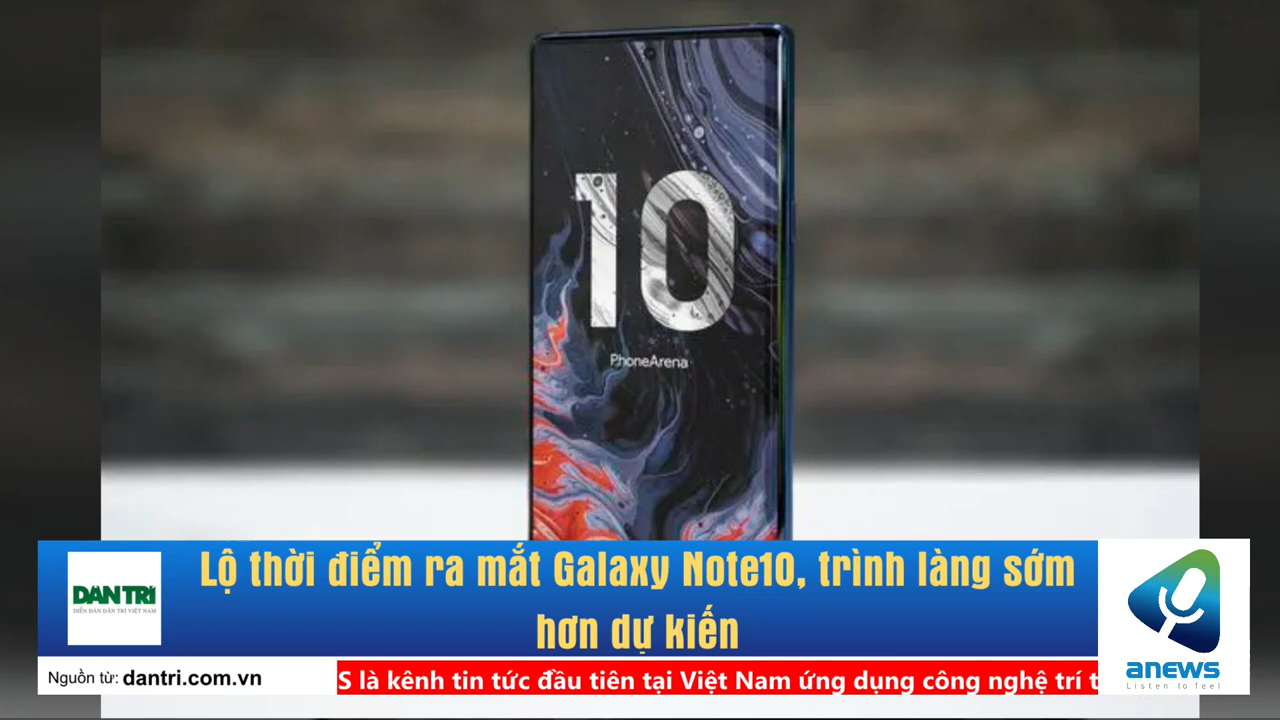 10
PhoneArena
Lộ thời điểm ra mắt Galaxy Note10, trình làng sớm
hơn dự kiến
DÂN TRÍ
DIỄN ĐÀN DÂN TRÍ VIỆT NAM
Nguồn từ: dantri.com.vn
S là kênh tin tức đầu tiên tại Việt Nam ứng dụng công nghệ trí t
anews
Listen to feel